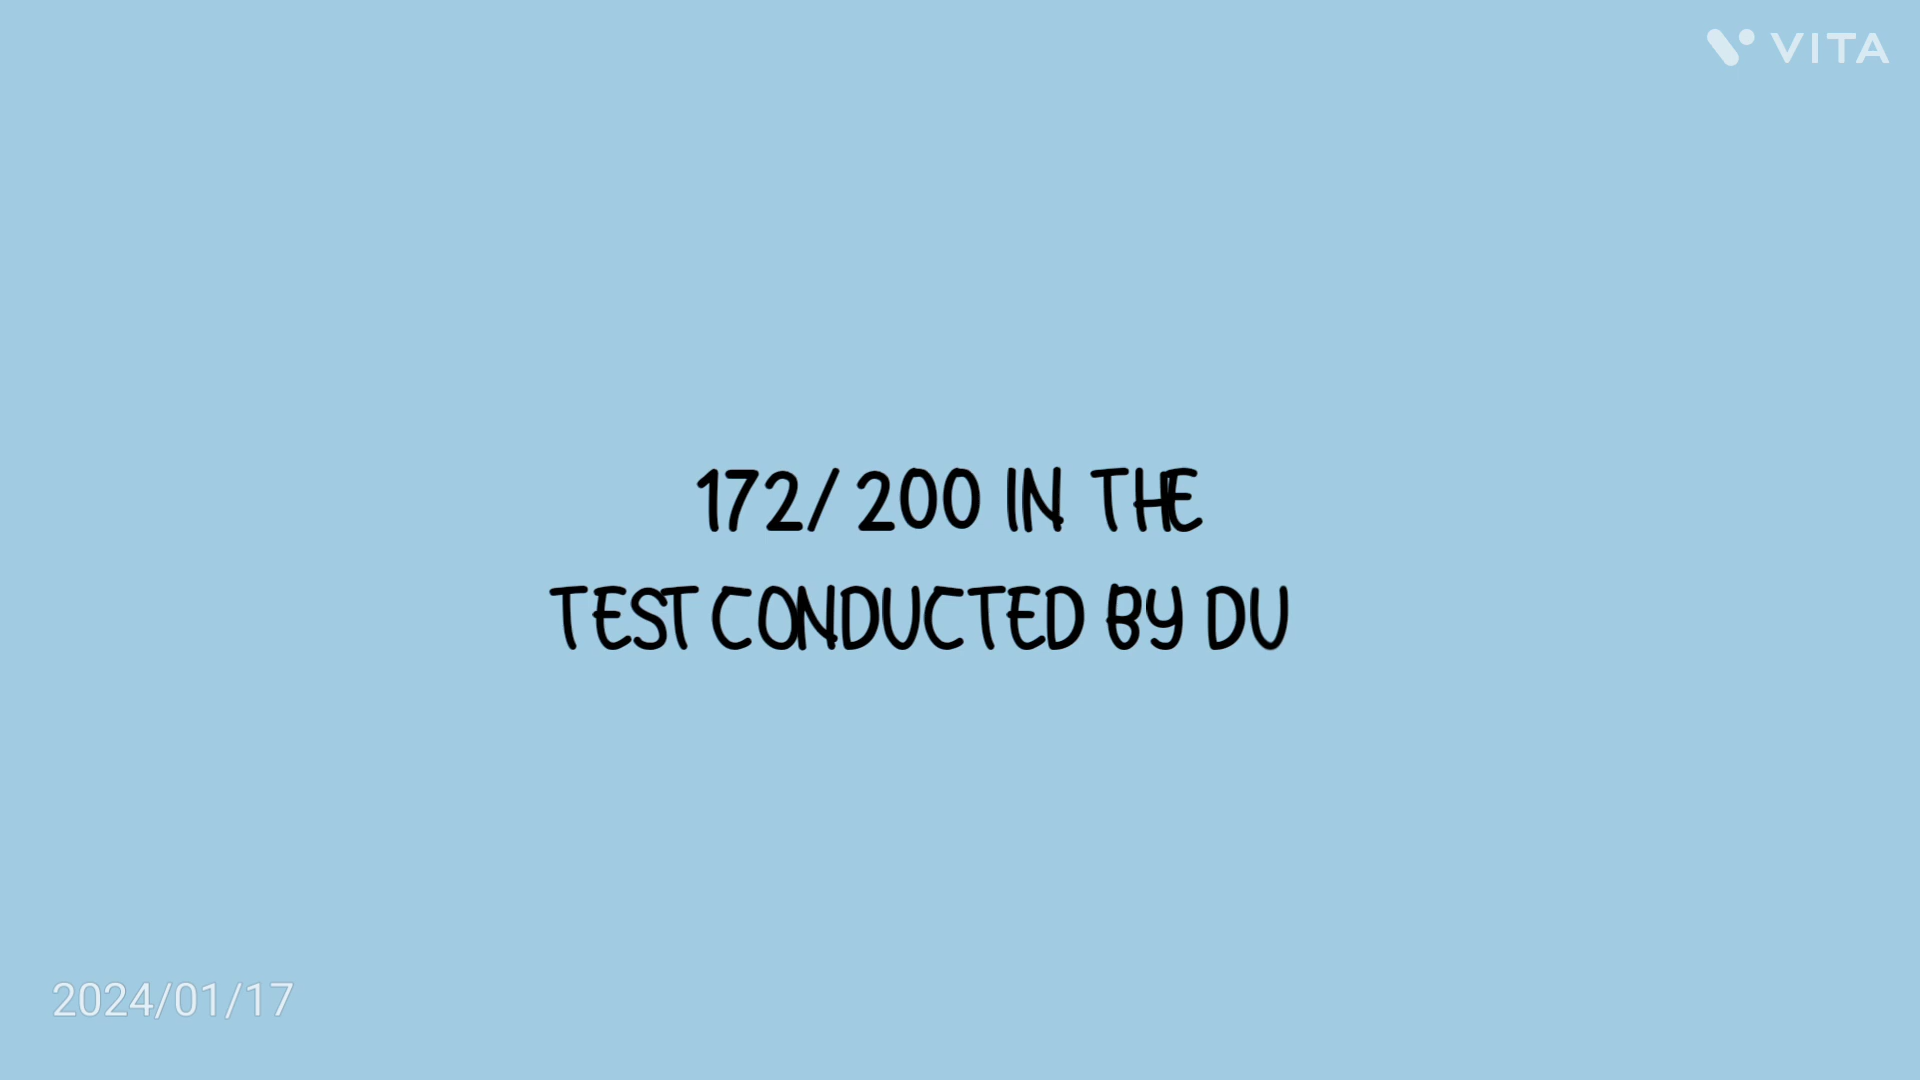 VITA
172/ 200 IN THE
TEST CONDUCTED BY DU
2024/01/17